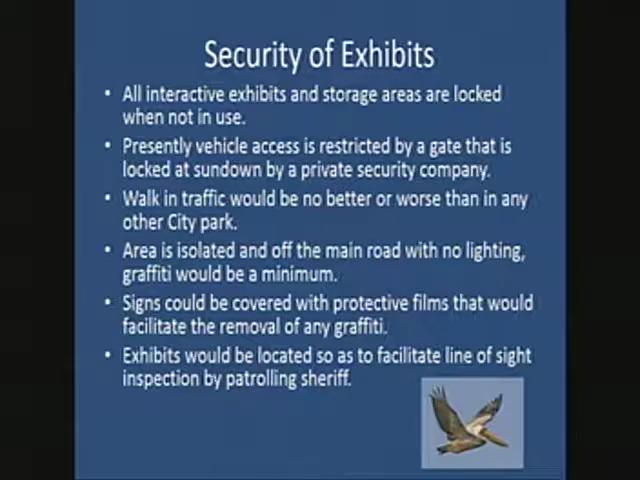 Security of Exhibits
• All interactive exhibits and storage areas are locked
when not in use.
• Presently vehicle access is restricted by a gate that is
locked at sundown by a private security company.
• Walk in traffic would be no better or worse than in any
other City park.
• Area is isolated and off the main road with no lighting,
graffiti would be a minimum.
• Signs could be covered with protective films that would
facilitate the removal of any graffiti.
• Exhibits would be located so as to facilitate line of sight
inspection by patrolling sheriff.